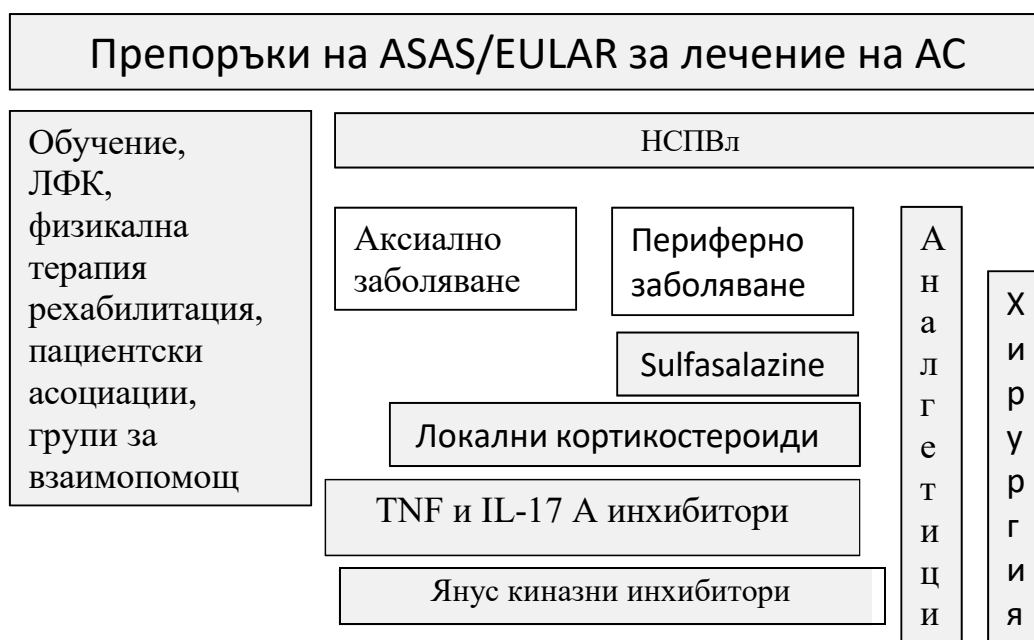 Препоръки на ASAS/EULAR за лечение на АС
Обучение,
ЛФК,
физикална
терапия
рехабилитация,
пациентски
асоциации,
групи за
взаимопомощ
НСПВл
Аксиално
заболяване
Периферно
заболяване
Sulfasalazine
Локални кортикостероиди
TNF и IL-17 A инхибитори
Янус киназни инхибитори
Аналгетици
Хирургия